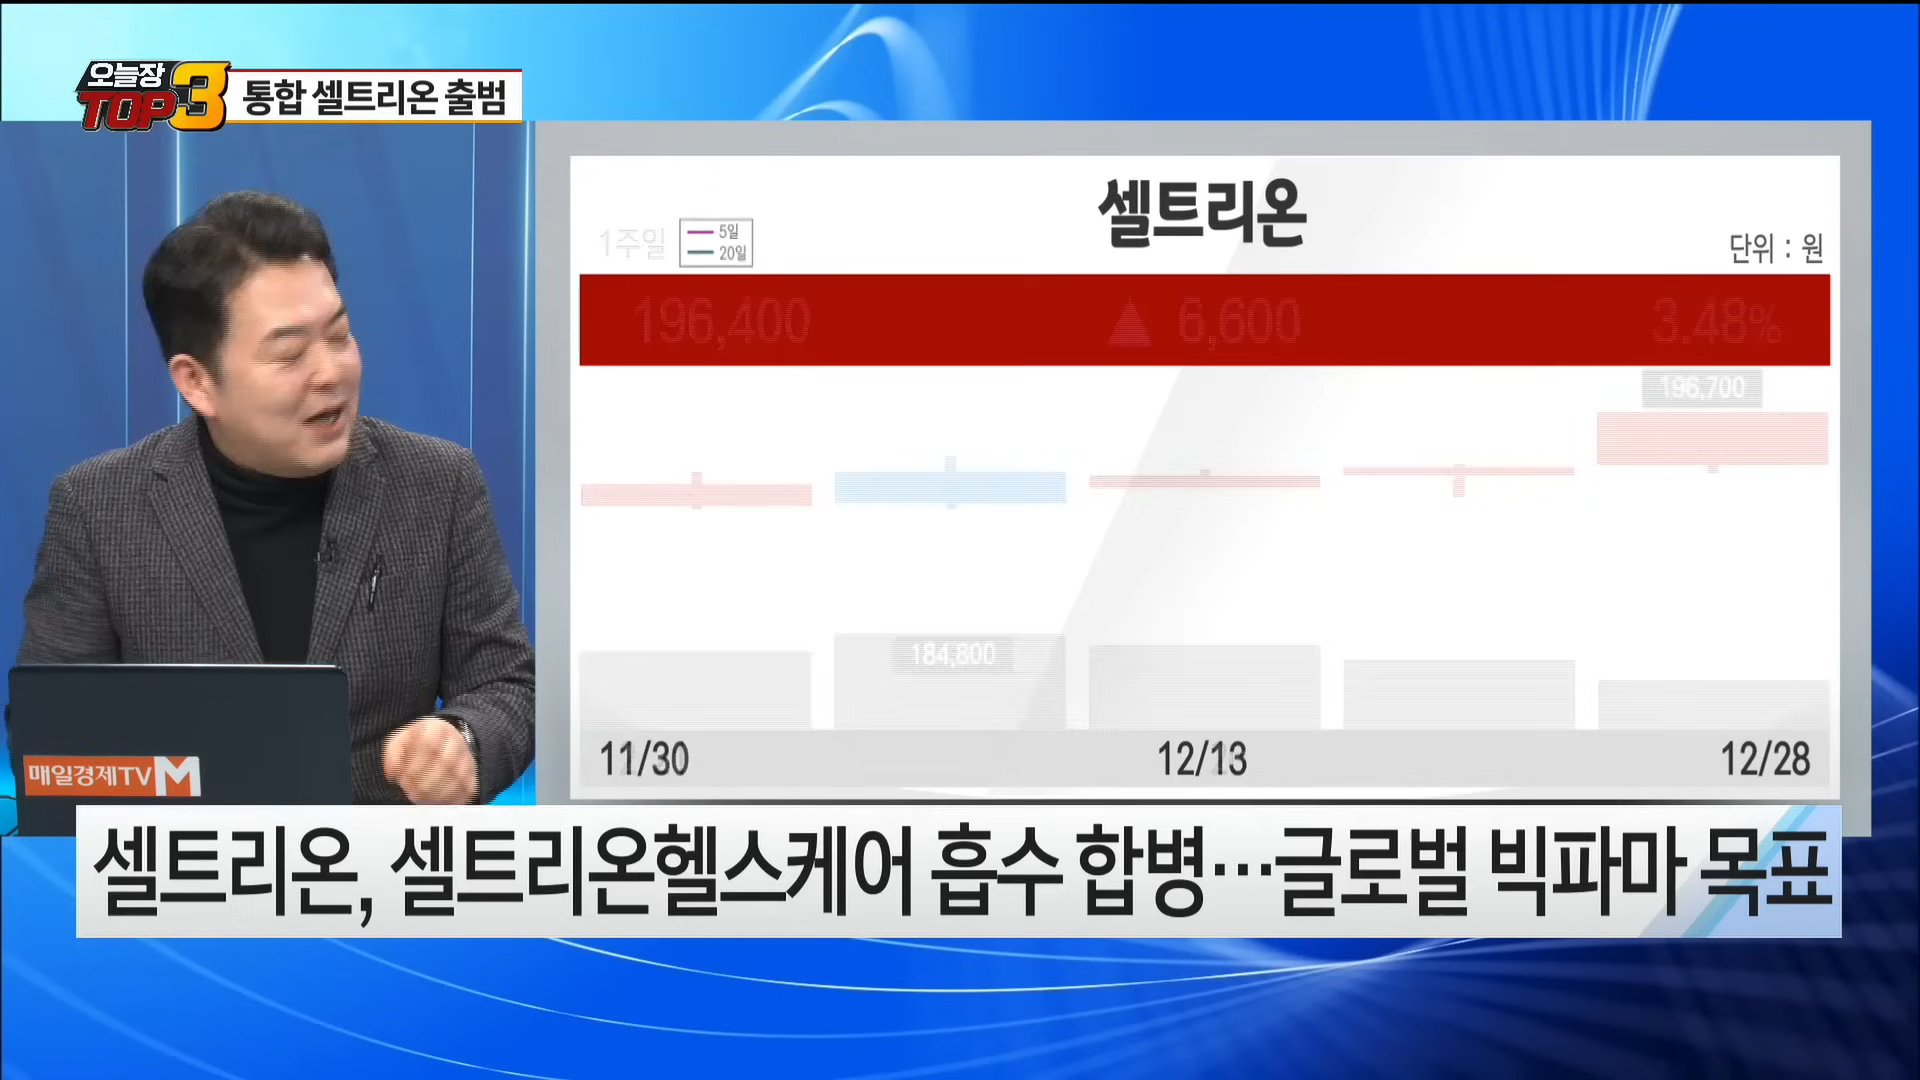 오늘장
TOP 3
통합 셀트리온 출범
셀트리온
1주일
5일
20일
단위 : 원
196,400 ▲ 6,600 3.48%
196,700
184,800
11/30 12/13 12/28
매일경제TV M
셀트리온, 셀트리온헬스케어 흡수 합병…글로벌 빅파마 목표